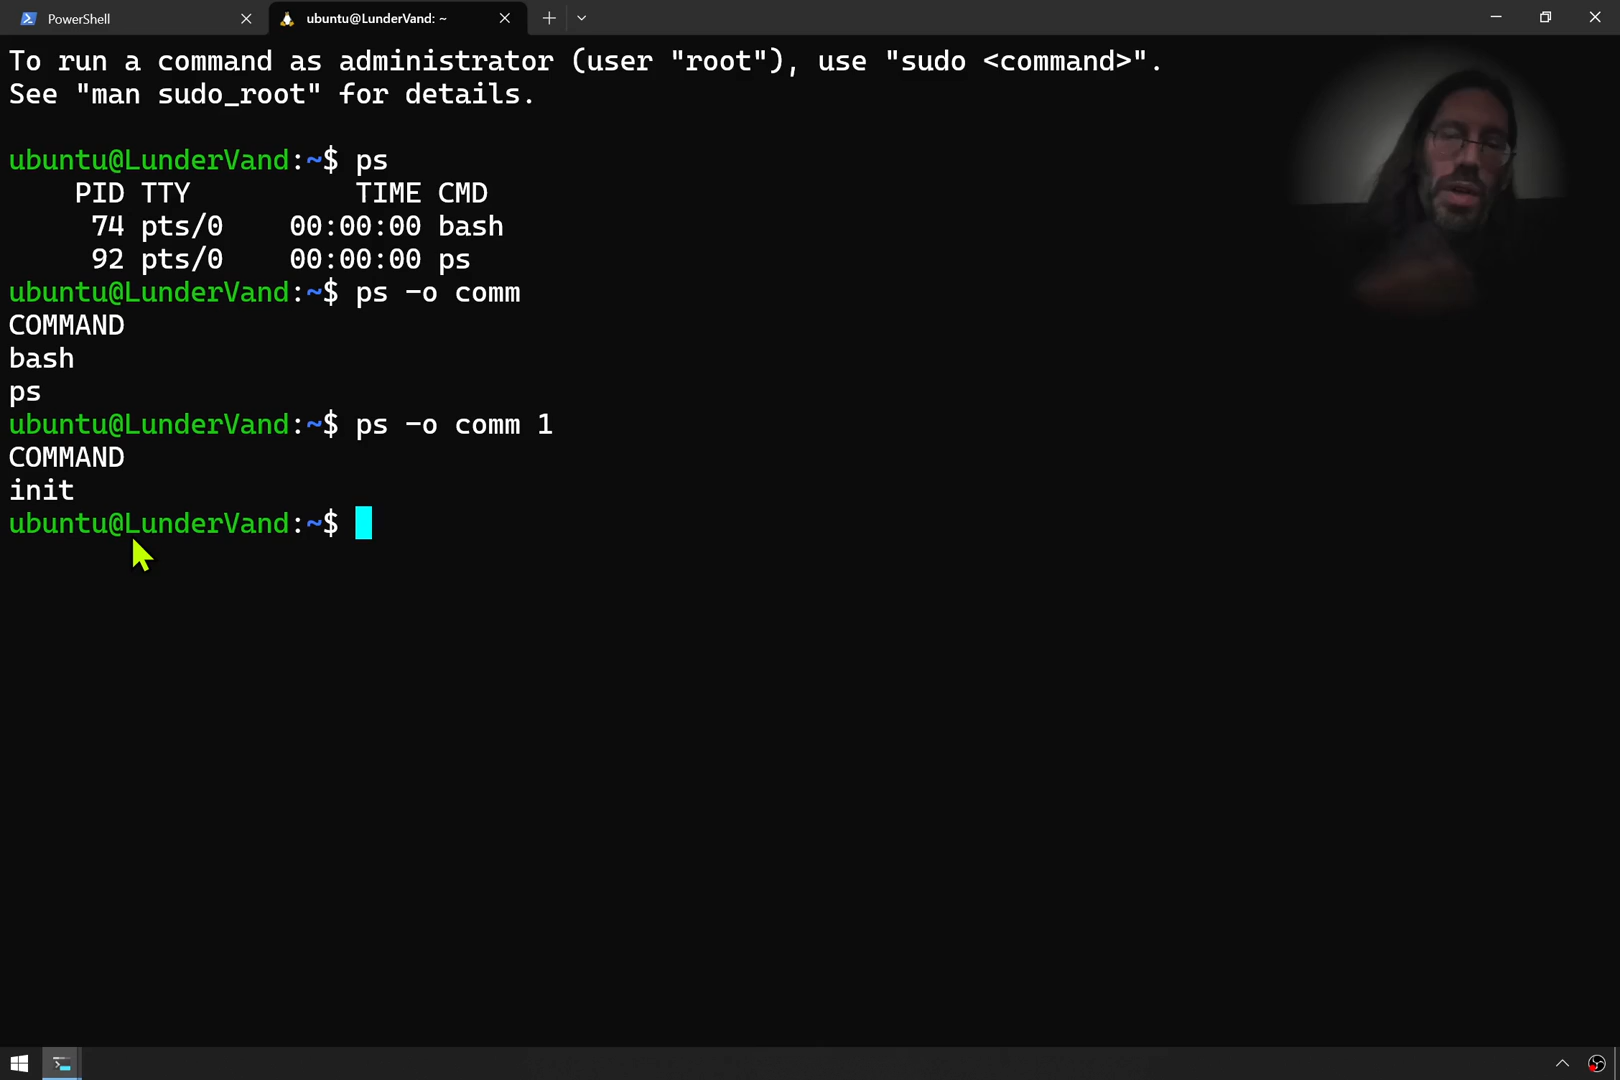 PowerShell
ubuntu@LunderVand: ~
To run a command as administrator (user "root"), use "sudo <command>".
See "man sudo_root" for details.
ubuntu@LunderVand:~$ ps
PID TTY TIME CMD
74 pts/0 00:00:00 bash
92 pts/0 00:00:00 ps
ubuntu@LunderVand:~$ ps -o comm
COMMAND
bash
ps
ubuntu@LunderVand:~$ ps -o comm 1
COMMAND
init
ubuntu@LunderVand:~$